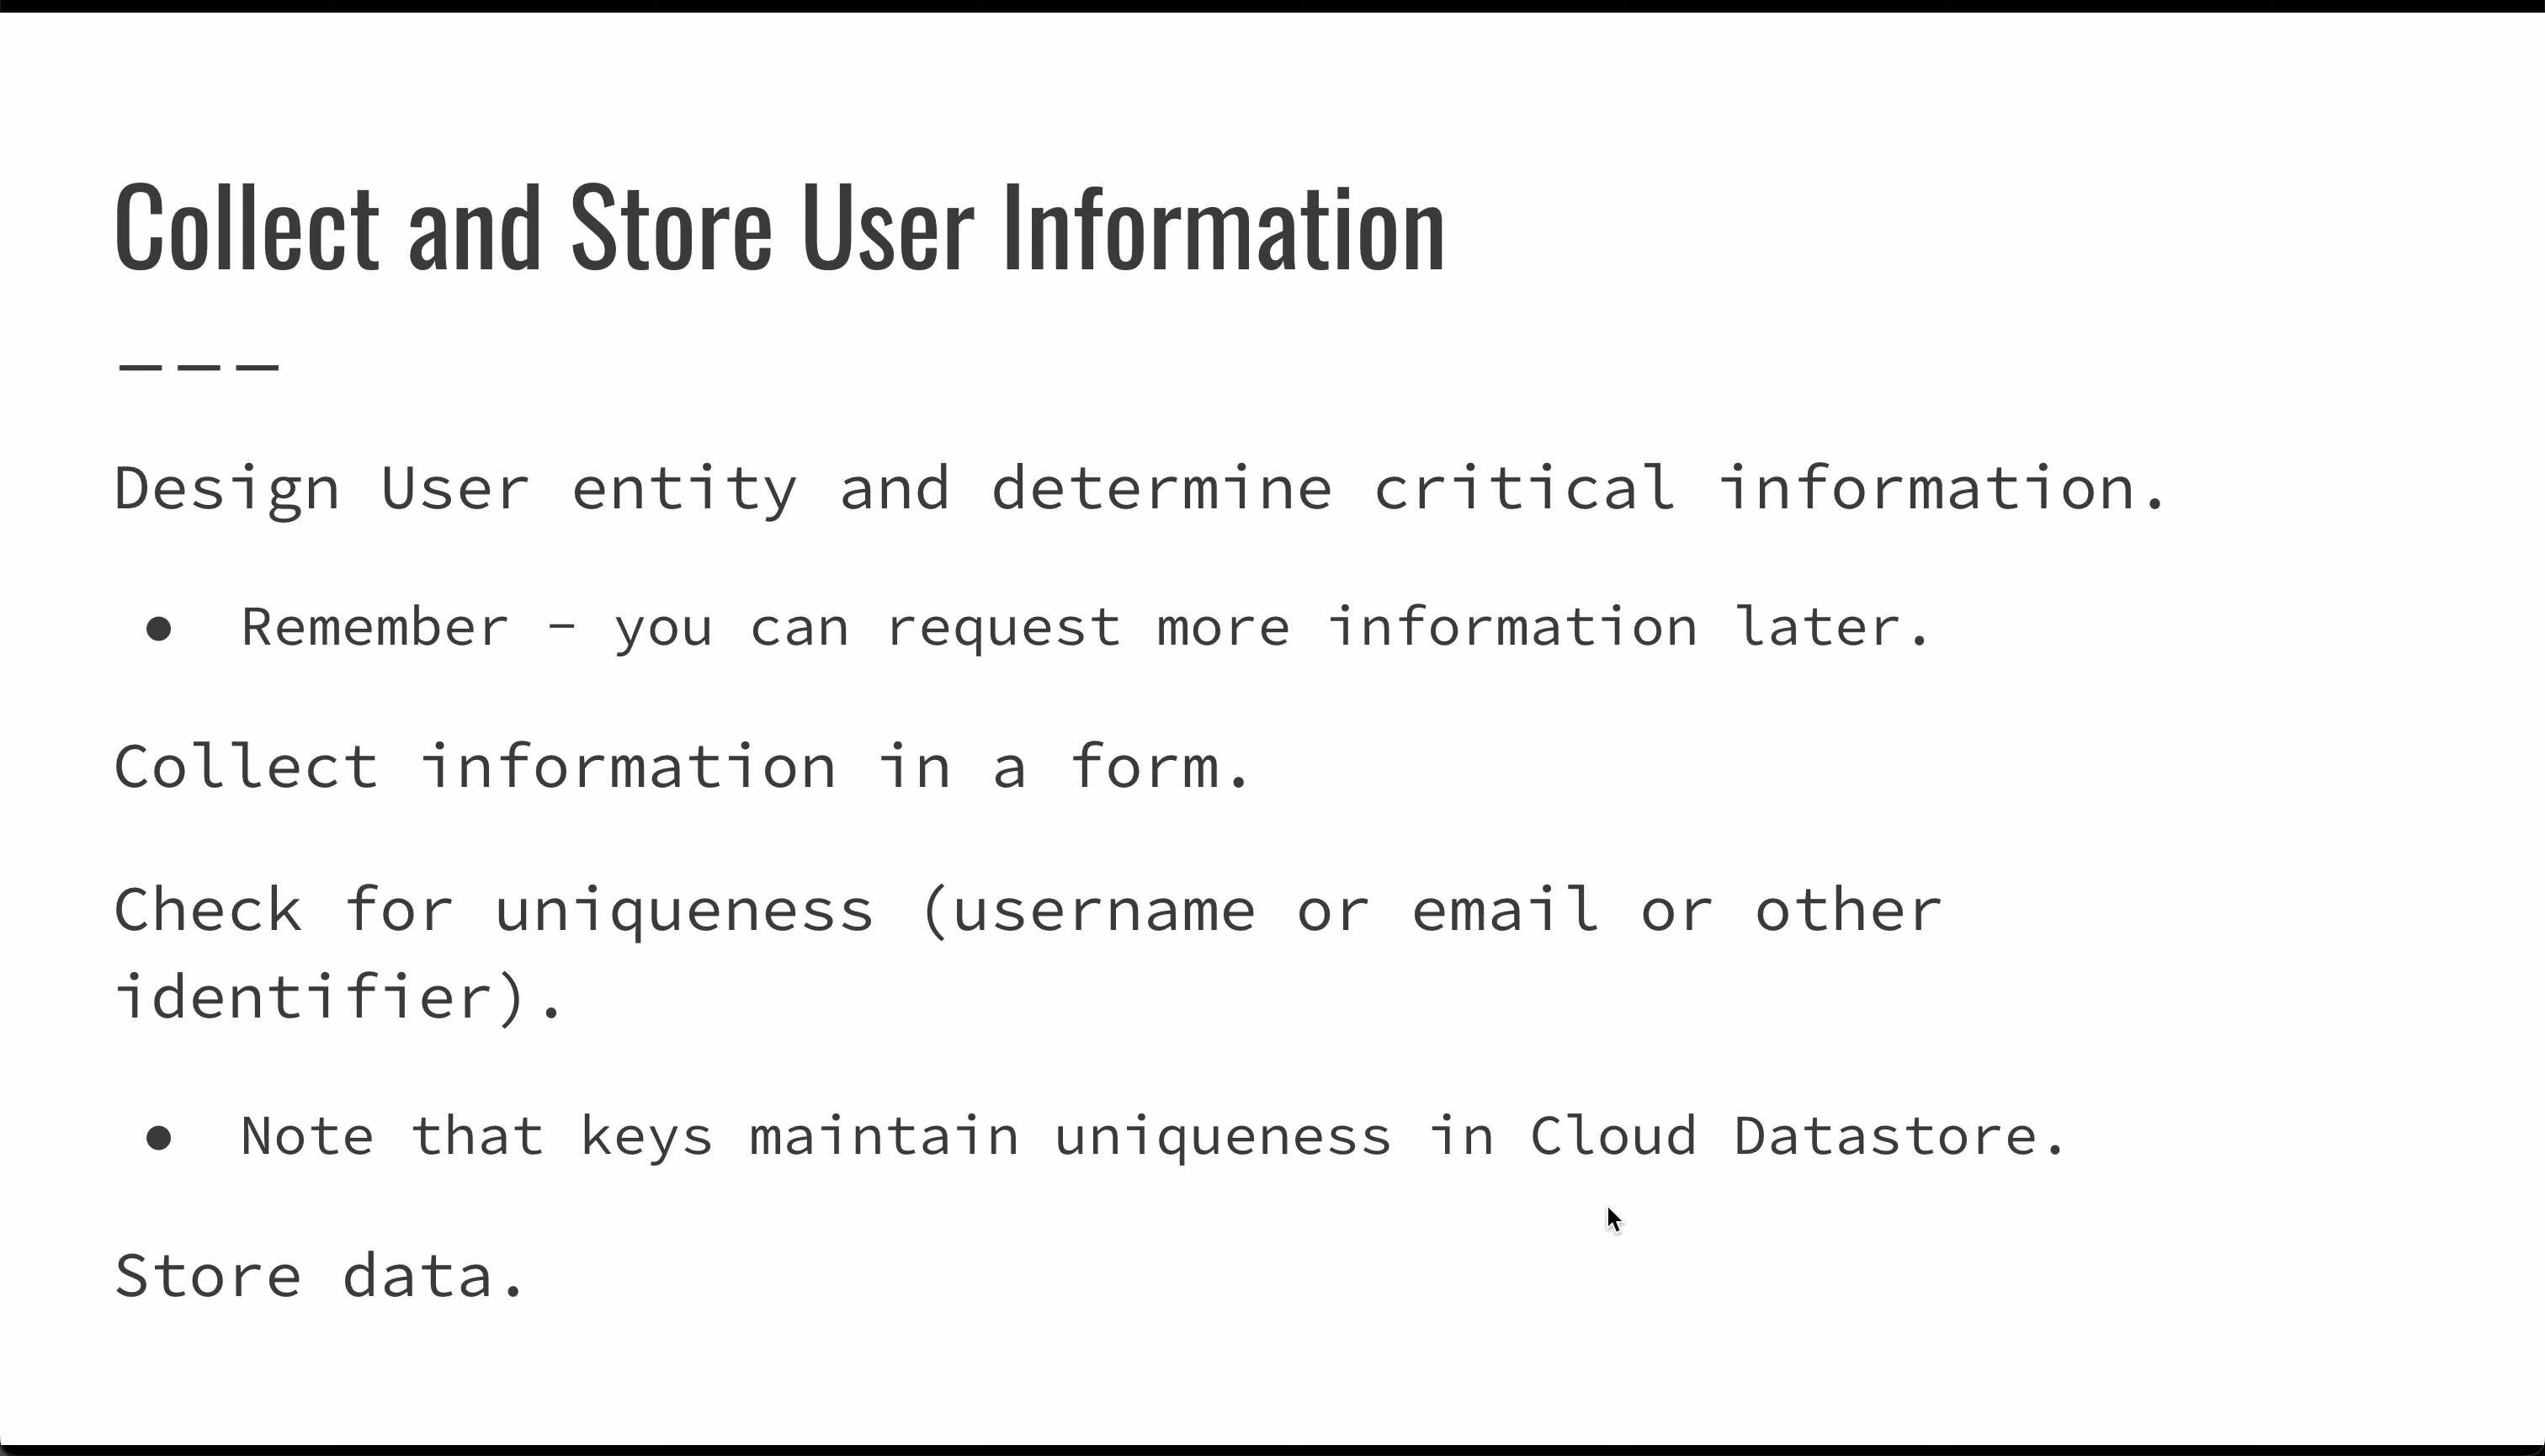 Collect and Store User Information
———
Design User entity and determine critical information.
● Remember - you can request more information later.
Collect information in a form.
Check for uniqueness (username or email or other
identifier).
● Note that keys maintain uniqueness in Cloud Datastore.
Store data.